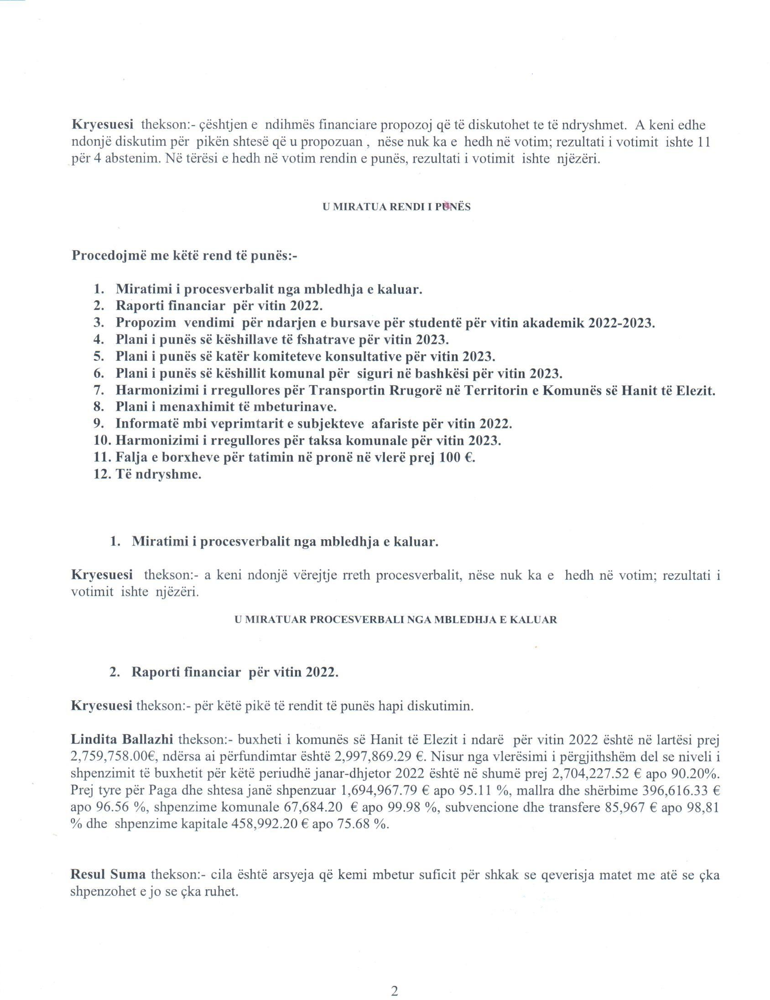 Kryesuesi thekson:- çështjen e ndihmës financiare propozoj që të diskutohet te të ndryshmet. A keni edhe
ndonjë diskutim për pikën shtesë që u propozuan , nëse nuk ka e hedh në votim; rezultati i votimit ishte 11
për 4 abstenim. Në tërësi e hedh në votim rendin e punës, rezultati i votimit ishte njëzëri.
U MIRATUA RENDI I PUNËS
Procedojmë me këtë rend të punës:-
1. Miratimi i procesverbalit nga mbledhja e kaluar.
2. Raporti financiar për vitin 2022.
3. Propozim vendimi për ndarjen e bursave për studentë për vitin akademik 2022-2023.
4. Plani i punës së këshillave të fshatrave për vitin 2023.
5. Plani i punës së katër komiteteve konsultative për vitin 2023.
6. Plani i punës së këshillit komunal për siguri në bashkësi për vitin 2023.
7. Harmonizimi i rregullores për Transportin Rrugorë në Territorin e Komunës së Hanit të Elezit.
8. Plani i menaxhimit të mbeturinave.
9. Informatë mbi veprimtarit e subjekteve afariste për vitin 2022.
10. Harmonizimi i rregullores për taksa komunale për vitin 2023.
11. Falja e borxheve për tatimin në pronë në vlerë prej 100 €.
12. Të ndryshme.
1. Miratimi i procesverbalit nga mbledhja e kaluar.
Kryesuesi thekson:- a keni ndonjë vërejtje rreth procesverbalit, nëse nuk ka e hedh në votim; rezultati i
votimit ishte njëzëri.
U MIRATUAR PROCESVERBALI NGA MBLEDHJA E KALUAR
2. Raporti financiar për vitin 2022.
Kryesuesi thekson:- për këtë pikë të rendit të punës hapi diskutimin.
Lindita Ballazhi thekson:- buxheti i komunës së Hanit të Elezit i ndarë për vitin 2022 është në lartësi prej
2,759,758.00€, ndërsa ai përfundimtar është 2,997,869.29 €. Nisur nga vlerësimi i përgjithshëm del se niveli i
shpenzimit të buxhetit për këtë periudhë janar-dhjetor 2022 është në shumë prej 2,704,227.52 € apo 90.20%.
Prej tyre për Paga dhe shtesa janë shpenzuar 1,694,967.79 € apo 95.11 %, mallra dhe shërbime 396,616.33 €
apo 96.56 %, shpenzime komunale 67,684.20 € apo 99.98 %, subvencione dhe transfere 85,967 € apo 98,81
% dhe shpenzime kapitale 458,992.20 € apo 75.68 %.
Resul Suma thekson:- cila është arsyeja që kemi mbetur suficit për shkak se qeverisja matet me atë se çka
shpenzohet e jo se çka ruhet.
2